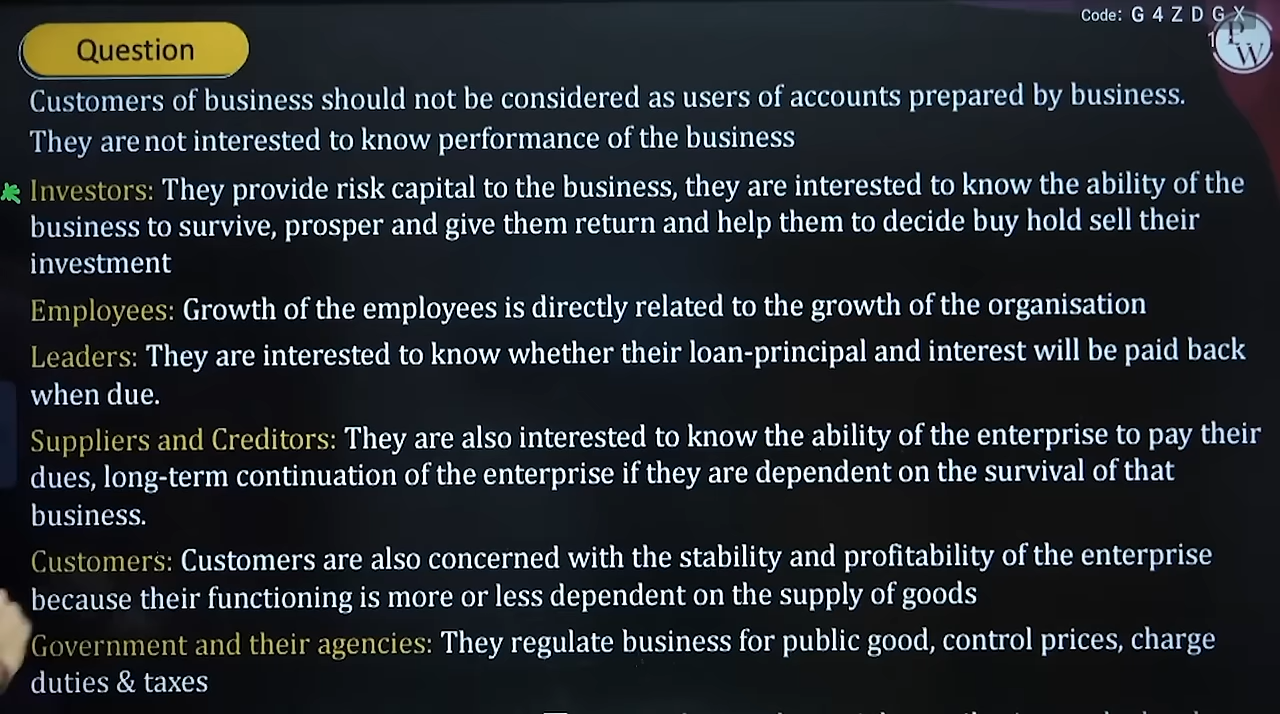 Code: G 4 Z D G X
Question
PW
Customers of business should not be considered as users of accounts prepared by business.
They are not interested to know performance of the business
Investors: They provide risk capital to the business, they are interested to know the ability of the
business to survive, prosper and give them return and help them to decide buy hold sell their
investment
Employees: Growth of the employees is directly related to the growth of the organisation
Leaders: They are interested to know whether their loan-principal and interest will be paid back
when due.
Suppliers and Creditors: They are also interested to know the ability of the enterprise to pay their
dues, long-term continuation of the enterprise if they are dependent on the survival of that
business.
Customers: Customers are also concerned with the stability and profitability of the enterprise
because their functioning is more or less dependent on the supply of goods
Government and their agencies: They regulate business for public good, control prices, charge
duties & taxes